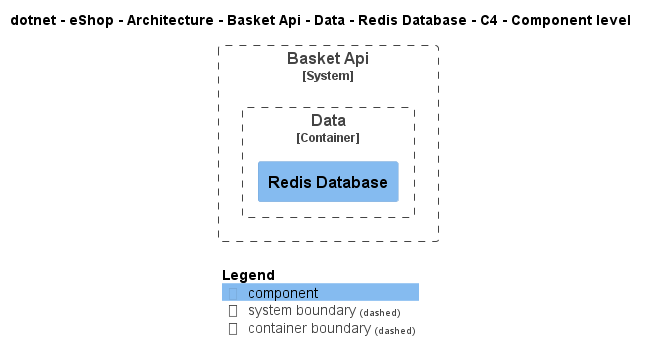 dotnet - eShop - Architecture - Basket Api - Data - Redis Database - C4 - Component level
Basket Api
[System]
Data
[Container]
Redis Database
Legend
component
system boundary (dashed)
container boundary (dashed)